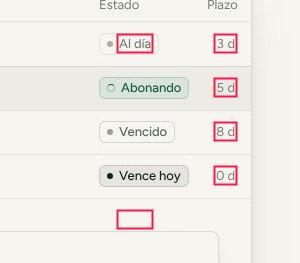 Estado Plazo
Al día 3 d
Abonando 5 d
Vencido 8 d
Vence hoy 0 d